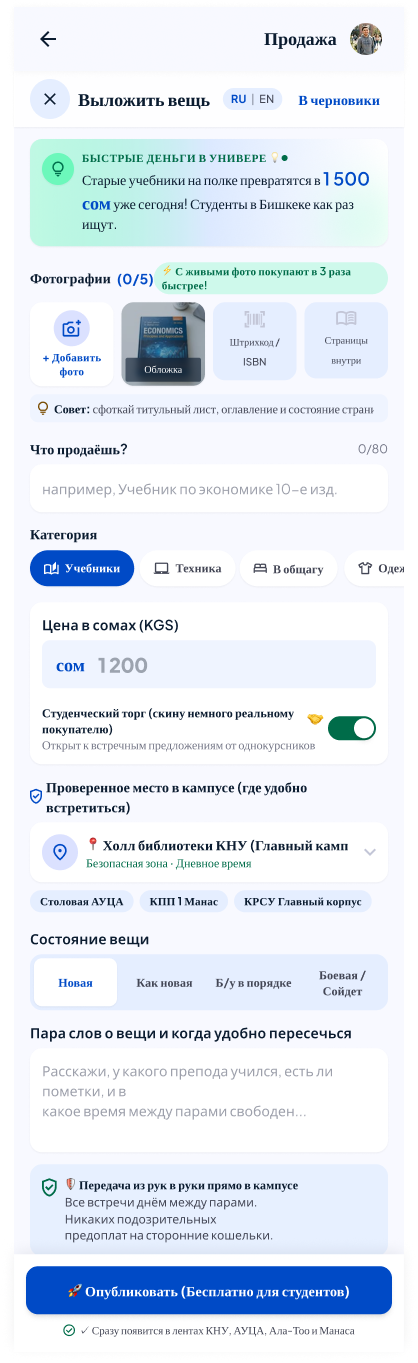 Продажа
Выложить вещь
RU | EN
В черновики
БЫСТРЫЕ ДЕНЬГИ В УНИВЕРЕ 💡
Старые учебники на полке превратятся в 1 500
сом уже сегодня! Студенты в Бишкеке как раз
ищут.
Фотографии (0/5)
⚡ С живыми фото покупают в 3 раза
быстрее!
+ Добавить
фото
ECONOMICS
Обложка
Штрихкод /
ISBN
Страницы
внутри
Совет: сфоткай титульный лист, оглавление и состояние страни
Что продаёшь?
0/80
например, Учебник по экономике 10-е изд.
Категория
Учебники
Техника
В общагу
Одеж
Цена в сомах (KGS)
сом 1200
Студенческий торг (скину немного реальному
покупателю)
🤝
Открыт к встречным предложениям от однокурсников
Проверенное место в кампусе (где удобно
встретиться)
📍 Холл библиотеки КНУ (Главный камп
Безопасная зона · Дневное время
Столовая АУЦА
КПП 1 Манас
КРСУ Главный корпус
Состояние вещи
Новая
Как новая
Б/у в порядке
Боевая /
Сойдет
Пара слов о вещи и когда удобно пересечься
Расскажи, у какого препода учился, есть ли
пометки, и в
какое время между парами свободен...
🛡️ Передача из рук в руки прямо в кампусе
Все встречи днём между парами.
Никаких подозрительных
предоплат на сторонние кошельки.
🚀 Опубликовать (Бесплатно для студентов)
✓ Сразу появится в лентах КНУ, АУЦА, Ала-Тоо и Манаса